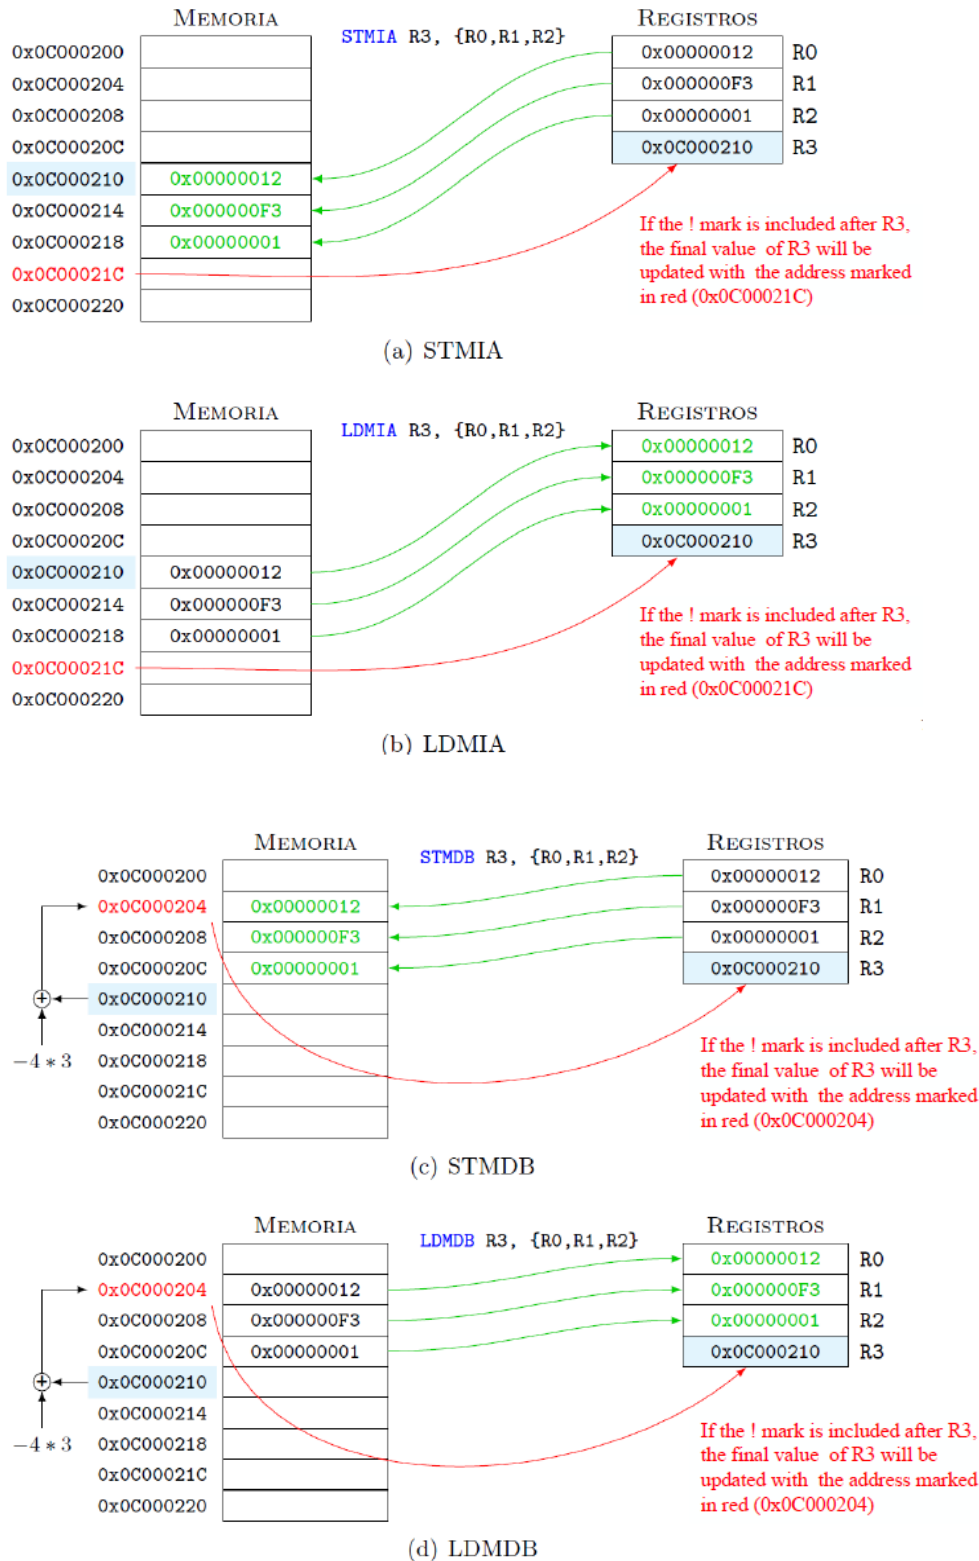 MEMORIA
REGISTROS
STMIA R3, {R0,R1,R2}
0x0C000200
0x00000012 R0
0x0C000204
0x000000F3 R1
0x0C000208
0x00000001 R2
0x0C00020C
0x0C000210 R3
0x0C000210 0x00000012
0x0C000214 0x000000F3
0x0C000218 0x00000001
0x0C00021C
0x0C000220
If the ! mark is included after R3,
the final value of R3 will be
updated with the address marked
in red (0x0C00021C)
(a) STMIA
MEMORIA
REGISTROS
LDMIA R3, {R0,R1,R2}
0x0C000200
0x00000012 R0
0x0C000204
0x000000F3 R1
0x0C000208
0x00000001 R2
0x0C00020C
0x0C000210 R3
0x0C000210 0x00000012
0x0C000214 0x000000F3
0x0C000218 0x00000001
0x0C00021C
0x0C000220
If the ! mark is included after R3,
the final value of R3 will be
updated with the address marked
in red (0x0C00021C)
(b) LDMIA
MEMORIA
REGISTROS
STMDB R3, {R0,R1,R2}
0x0C000200
0x00000012 R0
0x0C000204 0x00000012
0x000000F3 R1
0x0C000208 0x000000F3
0x00000001 R2
0x0C00020C 0x00000001
0x0C000210 R3
+
0x0C000210
0x0C000214
−4 ∗ 3
0x0C000218
0x0C00021C
0x0C000220
If the ! mark is included after R3,
the final value of R3 will be
updated with the address marked
in red (0x0C000204)
(c) STMDB
MEMORIA
REGISTROS
LDMDB R3, {R0,R1,R2}
0x0C000200
0x00000012 R0
0x0C000204 0x00000012
0x000000F3 R1
0x0C000208 0x000000F3
0x00000001 R2
0x0C00020C 0x00000001
0x0C000210 R3
+
0x0C000210
0x0C000214
−4 ∗ 3
0x0C000218
0x0C00021C
0x0C000220
If the ! mark is included after R3,
the final value of R3 will be
updated with the address marked
in red (0x0C000204)
(d) LDMDB